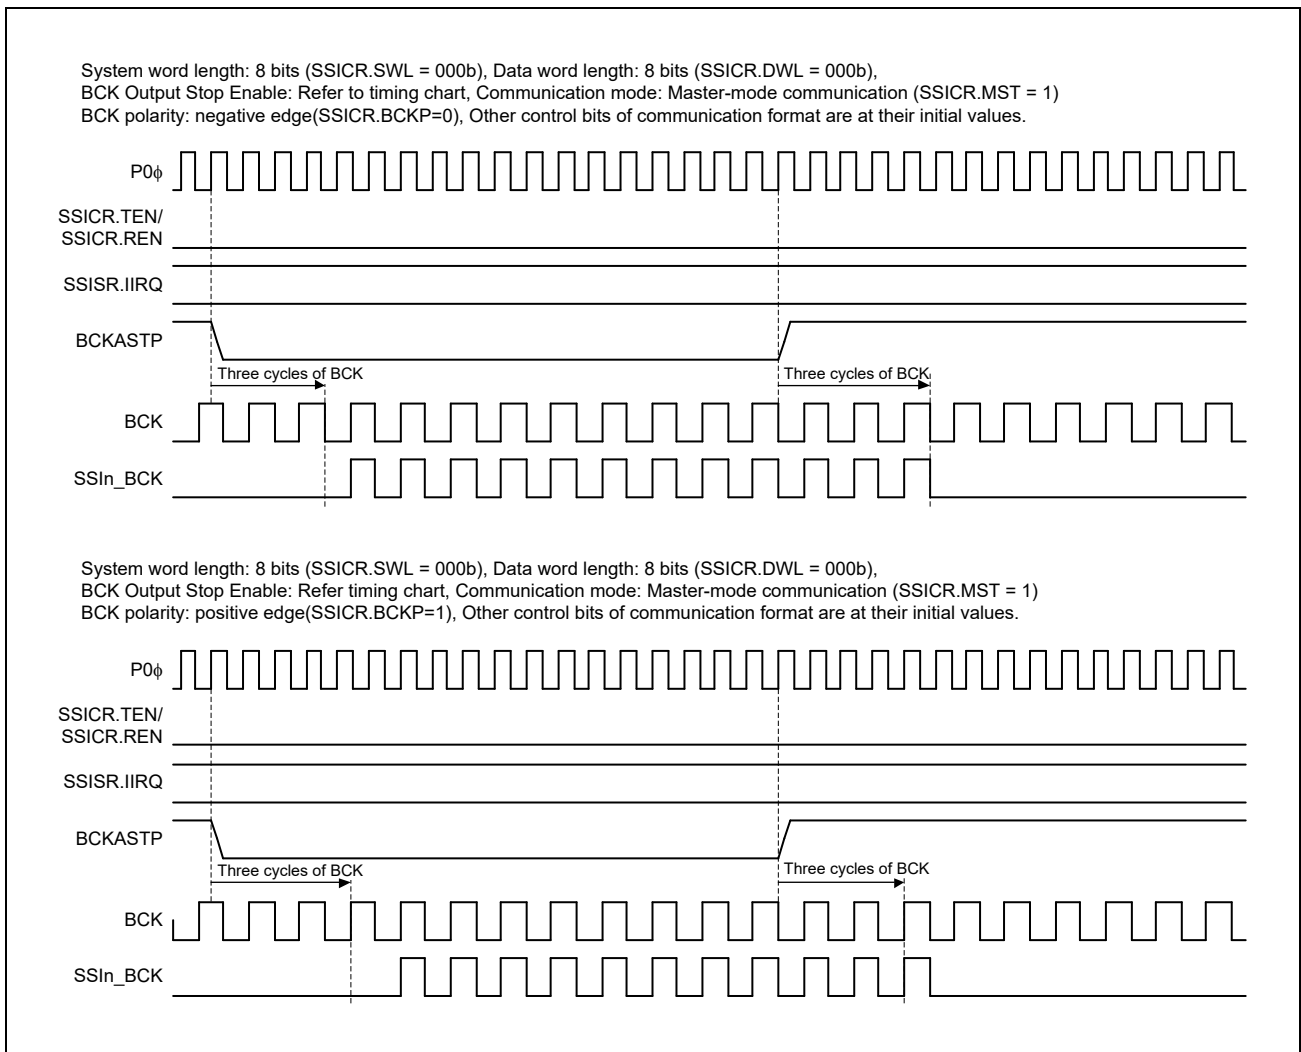 System word length: 8 bits (SSICR.SWL = 000b), Data word length: 8 bits (SSICR.DWL = 000b),
BCK Output Stop Enable: Refer to timing chart, Communication mode: Master-mode communication (SSICR.MST = 1)
BCK polarity: negative edge(SSICR.BCKP=0), Other control bits of communication format are at their initial values.
P0ϕ
SSICR.TEN/
SSICR.REN
SSISR.IIRQ
BCKASTP
Three cycles of BCK Three cycles of BCK
BCK
SSIn_BCK
System word length: 8 bits (SSICR.SWL = 000b), Data word length: 8 bits (SSICR.DWL = 000b),
BCK Output Stop Enable: Refer timing chart, Communication mode: Master-mode communication (SSICR.MST = 1)
BCK polarity: positive edge(SSICR.BCKP=1), Other control bits of communication format are at their initial values.
P0ϕ
SSICR.TEN/
SSICR.REN
SSISR.IIRQ
BCKASTP
Three cycles of BCK Three cycles of BCK
BCK
SSIn_BCK